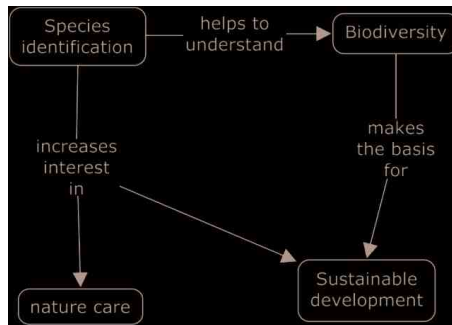 Species
identification
helps to
understand
Biodiversity
increases
interest
in
makes
the basis
for
nature care
Sustainable
development